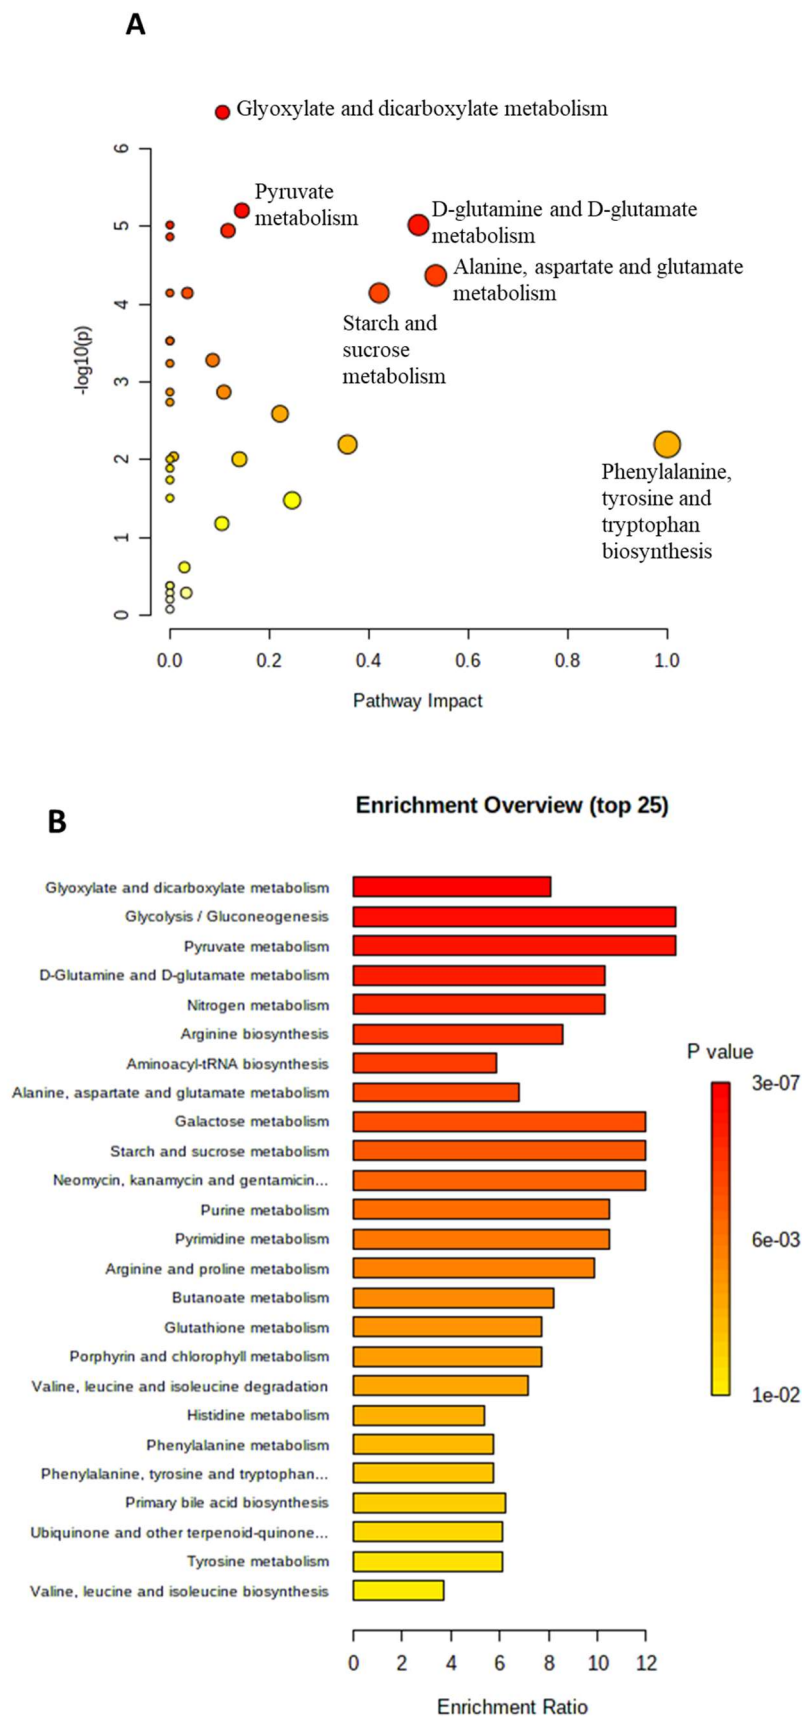 A
Glyoxylate and dicarboxylate metabolism
6
Pyruvate
metabolism
D-glutamine and D-glutamate
metabolism
5
Alanine, aspartate and glutamate
metabolism
4
Starch and
sucrose
metabolism
-log10(p)
3
2
Phenylalanine,
tyrosine and
tryptophan
biosynthesis
1
0
0.0 0.2 0.4 0.6 0.8 1.0
Pathway Impact
B
Enrichment Overview (top 25)
Glyoxylate and dicarboxylate metabolism
Glycolysis / Gluconeogenesis
Pyruvate metabolism
D-Glutamine and D-glutamate metabolism
Nitrogen metabolism
Arginine biosynthesis
Aminoacyl-tRNA biosynthesis
Alanine, aspartate and glutamate metabolism
Galactose metabolism
Starch and sucrose metabolism
Neomycin, kanamycin and gentamicin...
Purine metabolism
Pyrimidine metabolism
Arginine and proline metabolism
Butanoate metabolism
Glutathione metabolism
Porphyrin and chlorophyll metabolism
Valine, leucine and isoleucine degradation
Histidine metabolism
Phenylalanine metabolism
Phenylalanine, tyrosine and tryptophan...
Primary bile acid biosynthesis
Ubiquinone and other terpenoid-quinone...
Tyrosine metabolism
Valine, leucine and isoleucine biosynthesis
P value
3e-07
6e-03
1e-02
0 2 4 6 8 10 12
Enrichment Ratio